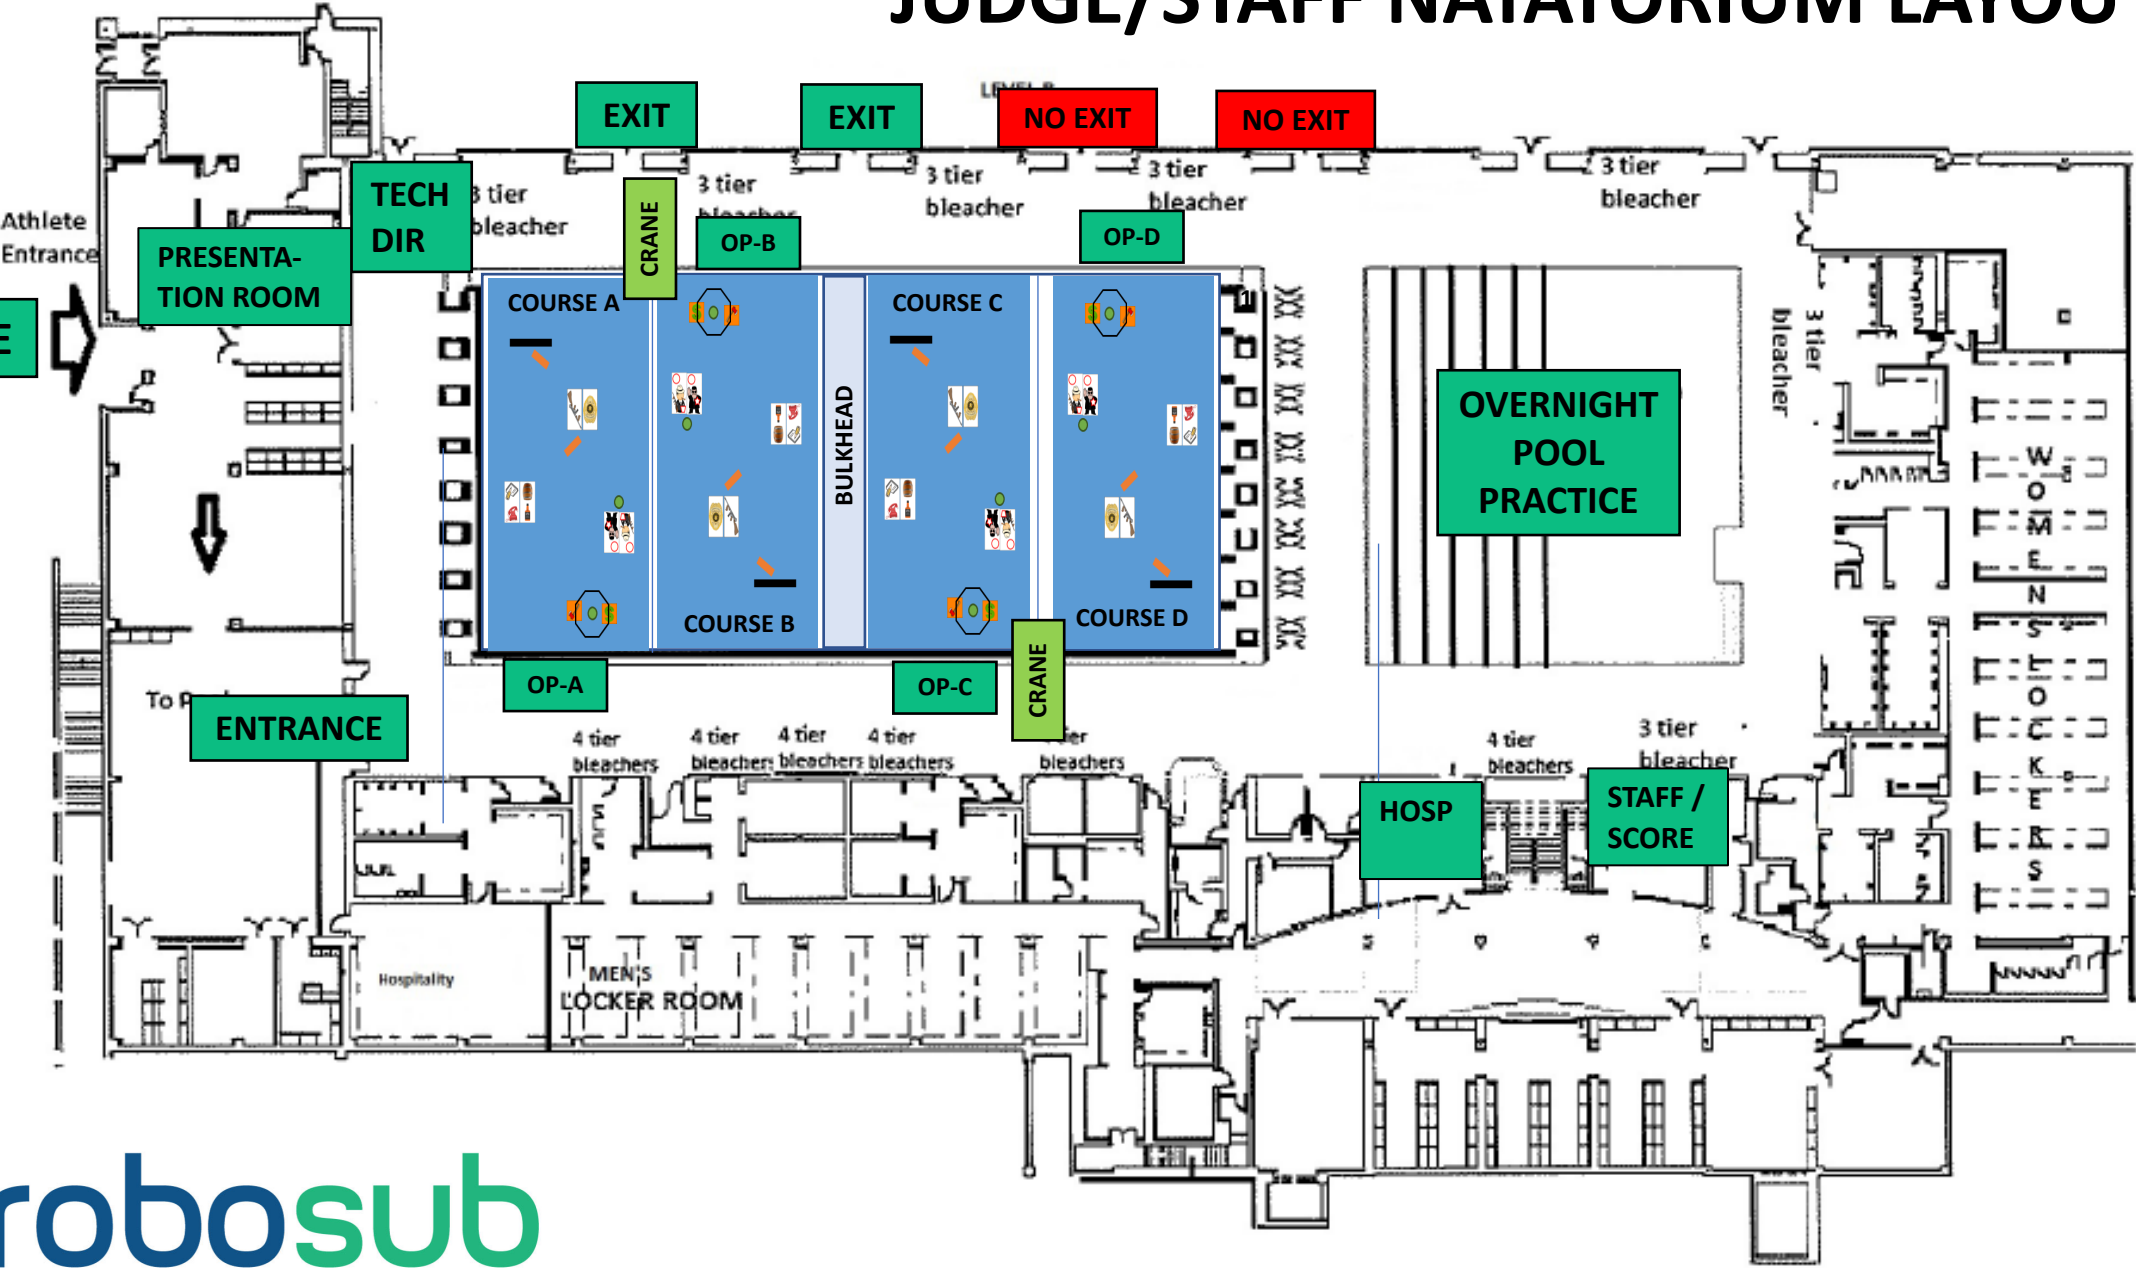 JUDGE/STAFF NATATORIUM LAYOU
EXIT
EXIT
NO EXIT
NO EXIT
TECH
DIR
3 tier
bleacher
CRANE
3 tier
bleacher
3 tier
bleacher
3 tier
bleacher
3 tier
bleacher
OP-B
OP-D
Athlete
Entrance
PRESENTA-
TION ROOM
E
COURSE A
COURSE C
BULKHEAD
COURSE B
COURSE D
OVERNIGHT
POOL
PRACTICE
3 tier
bleacher
WOMEN'S LOCKERS
OP-A
OP-C
CRANE
To P
ENTRANCE
4 tier
bleachers
4 tier
bleachers
4 tier
bleachers
4 tier
bleachers
bleachers
4 tier
bleachers
3 tier
bleacher
HOSP
STAFF /
SCORE
Hospitality
MEN'S
LOCKER ROOM
robosub